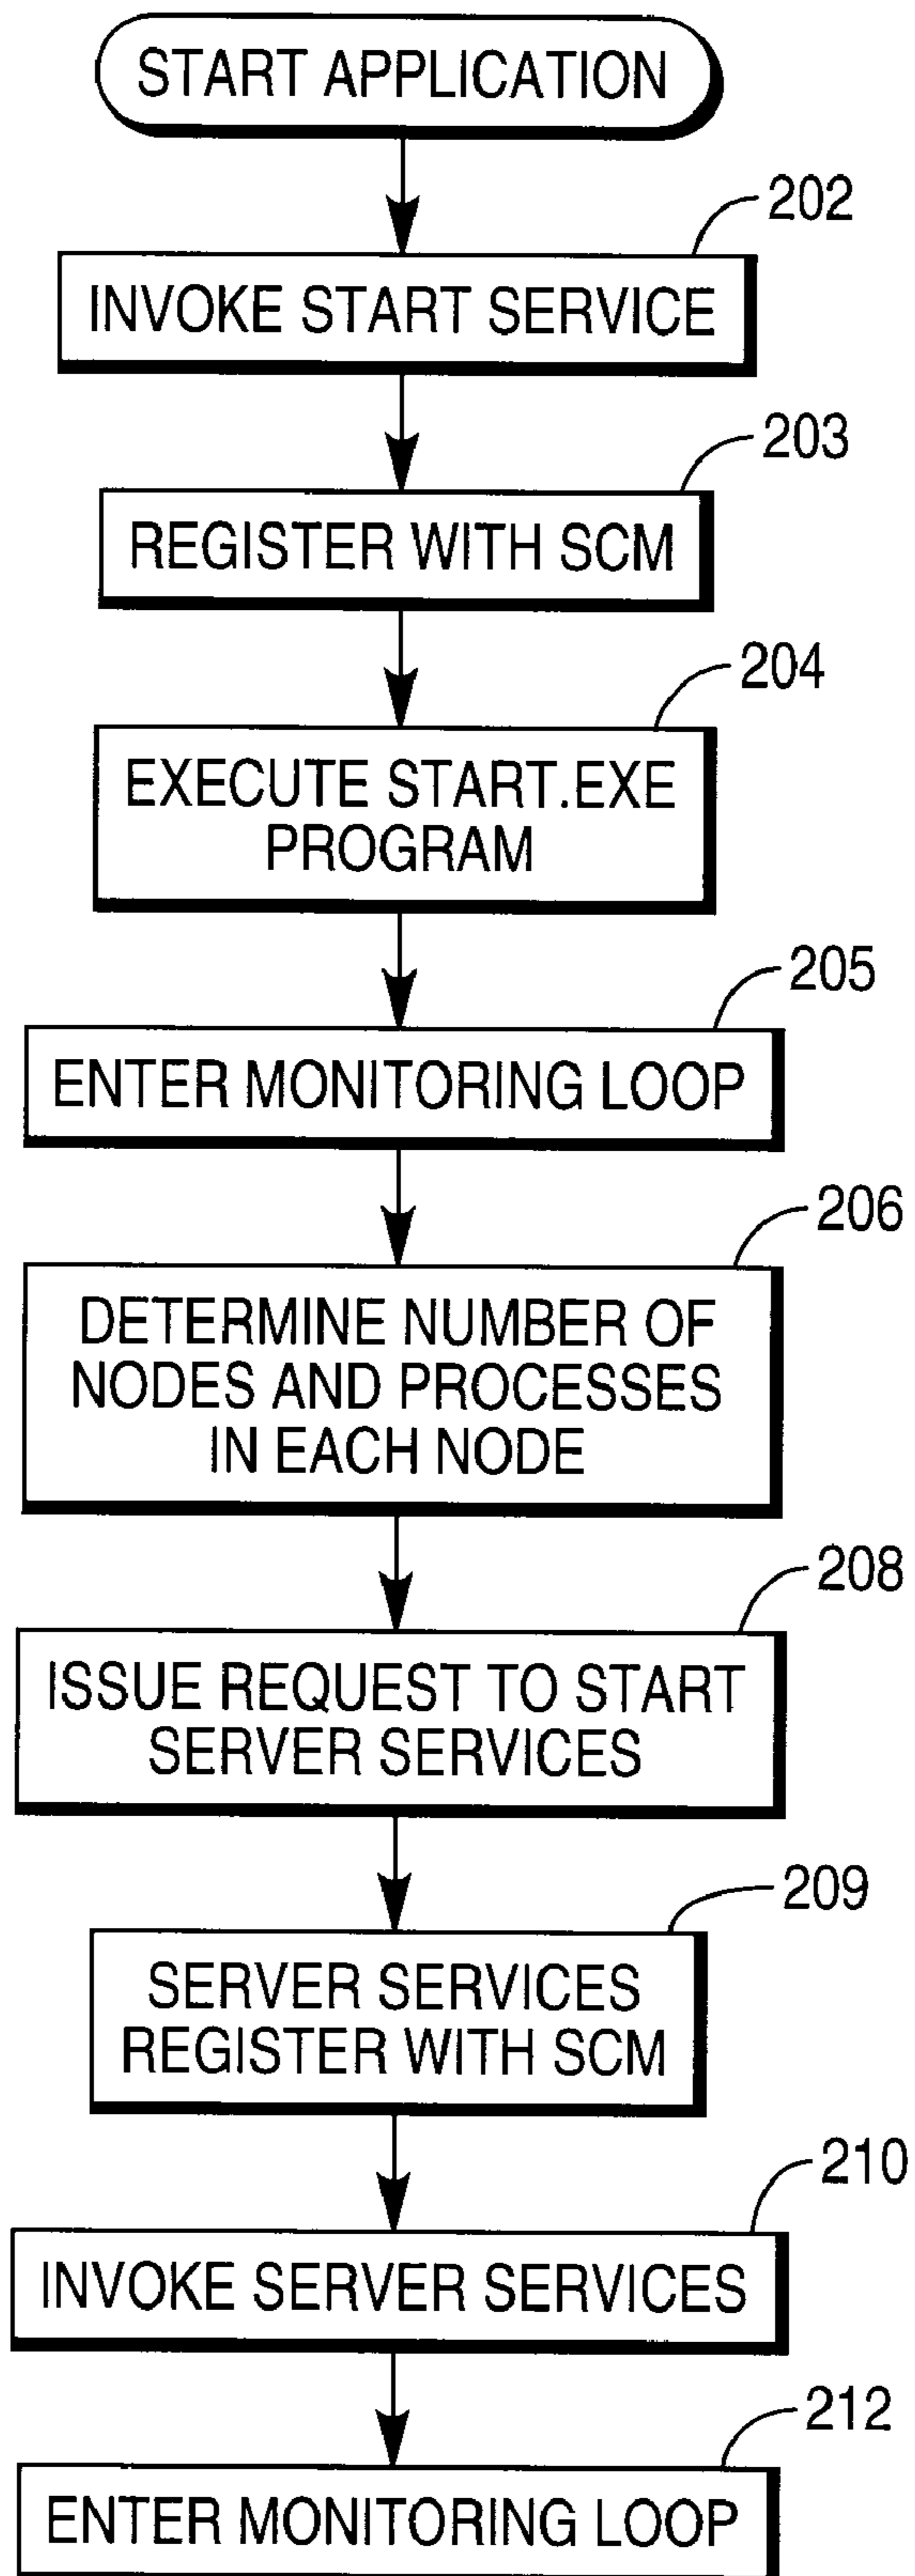 START APPLICATION
202
INVOKE START SERVICE
203
REGISTER WITH SCM
204
EXECUTE START.EXE
PROGRAM
205
ENTER MONITORING LOOP
206
DETERMINE NUMBER OF
NODES AND PROCESSES
IN EACH NODE
208
ISSUE REQUEST TO START
SERVER SERVICES
209
SERVER SERVICES
REGISTER WITH SCM
210
INVOKE SERVER SERVICES
212
ENTER MONITORING LOOP